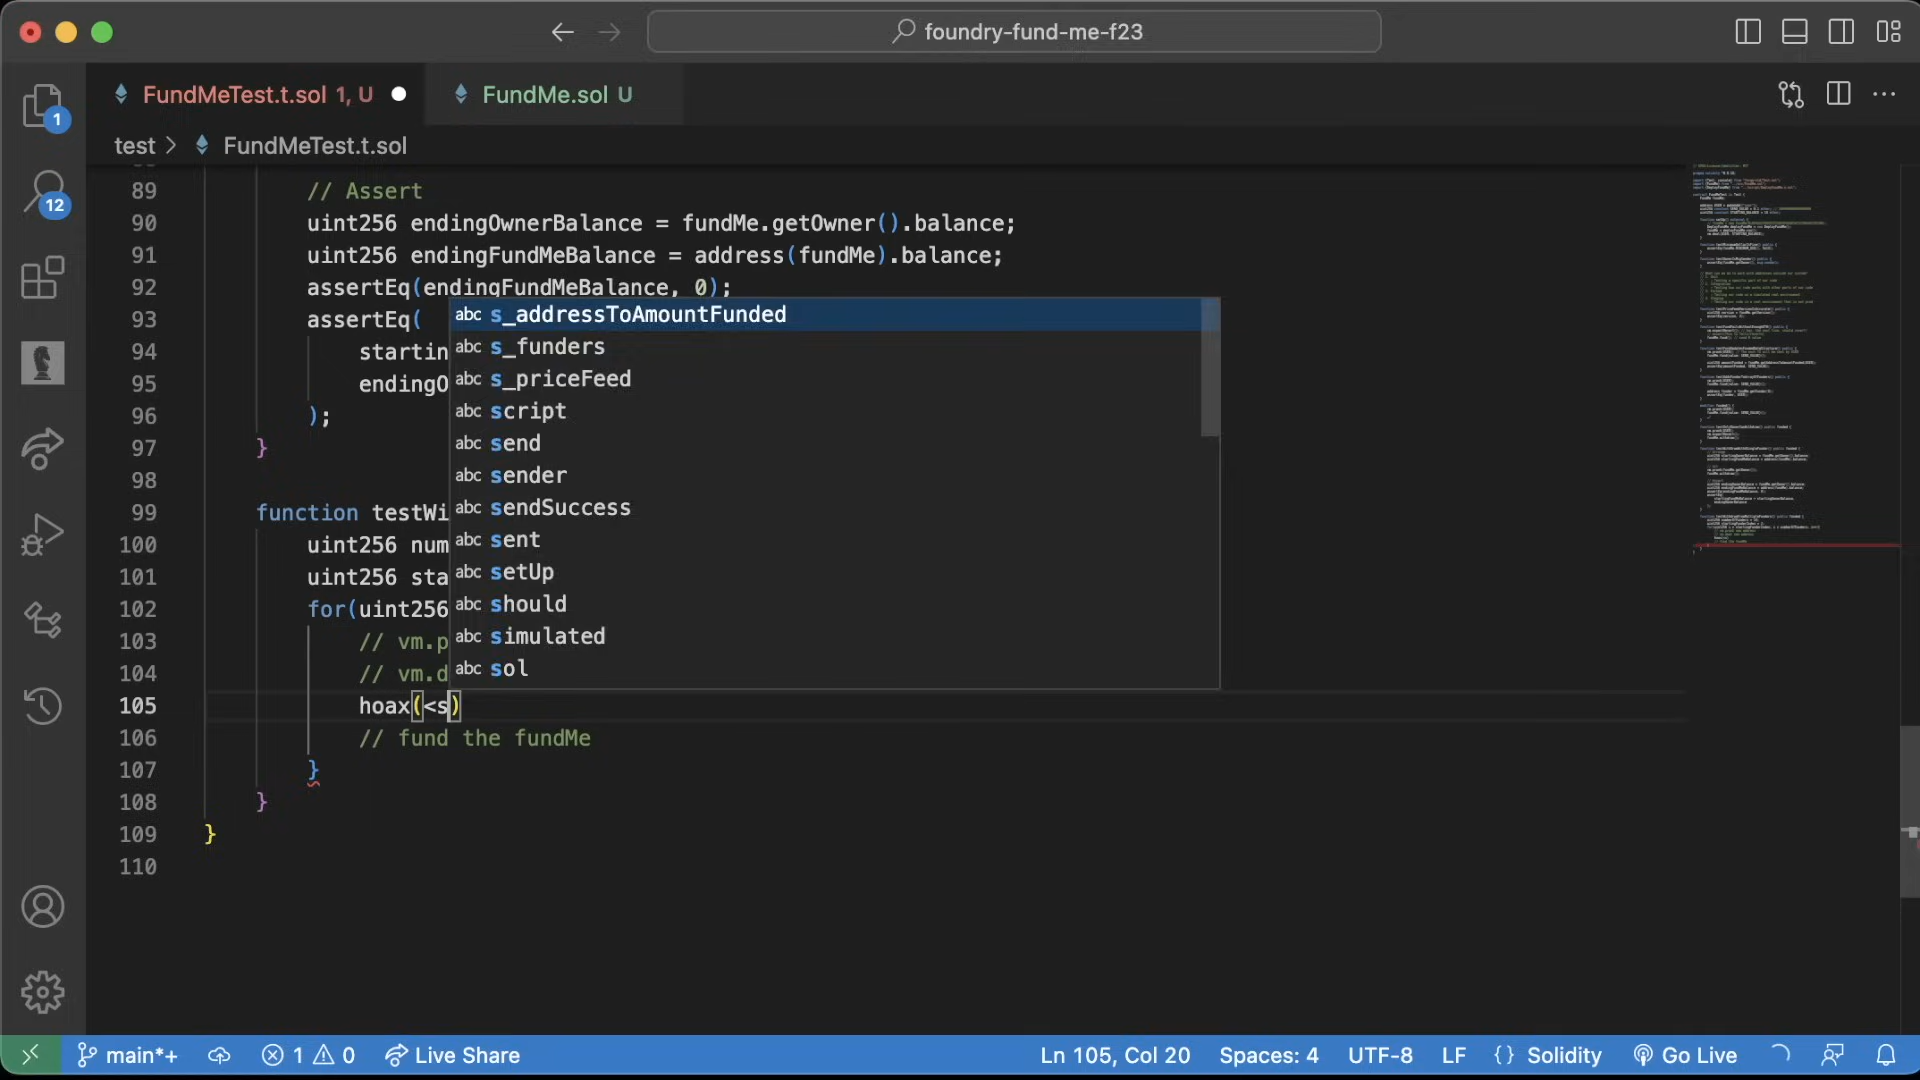 foundry-fund-me-f23
1
FundMeTest.t.sol 1, U
FundMe.sol U
test > FundMeTest.t.sol
12
89 // Assert
90 uint256 endingOwnerBalance = fundMe.getOwner().balance;
91 uint256 endingFundMeBalance = address(fundMe).balance;
92 assertEq(endingFundMeBalance, 0);
93 assertEq(
94 startin
95 endingO
96 );
97 }
98
99 function testWi
100 uint256 num
101 uint256 sta
102 for(uint256
103 // vm.p
104 // vm.d
105 hoax(<s)
106 // fund the fundMe
107 }
108 }
109 }
110
abc s_addressToAmountFunded
abc s_funders
abc s_priceFeed
abc script
abc send
abc sender
abc sendSuccess
abc sent
abc setUp
abc should
abc simulated
abc sol
main*+ 1 0 Live Share Ln 105, Col 20 Spaces: 4 UTF-8 LF {} Solidity Go Live